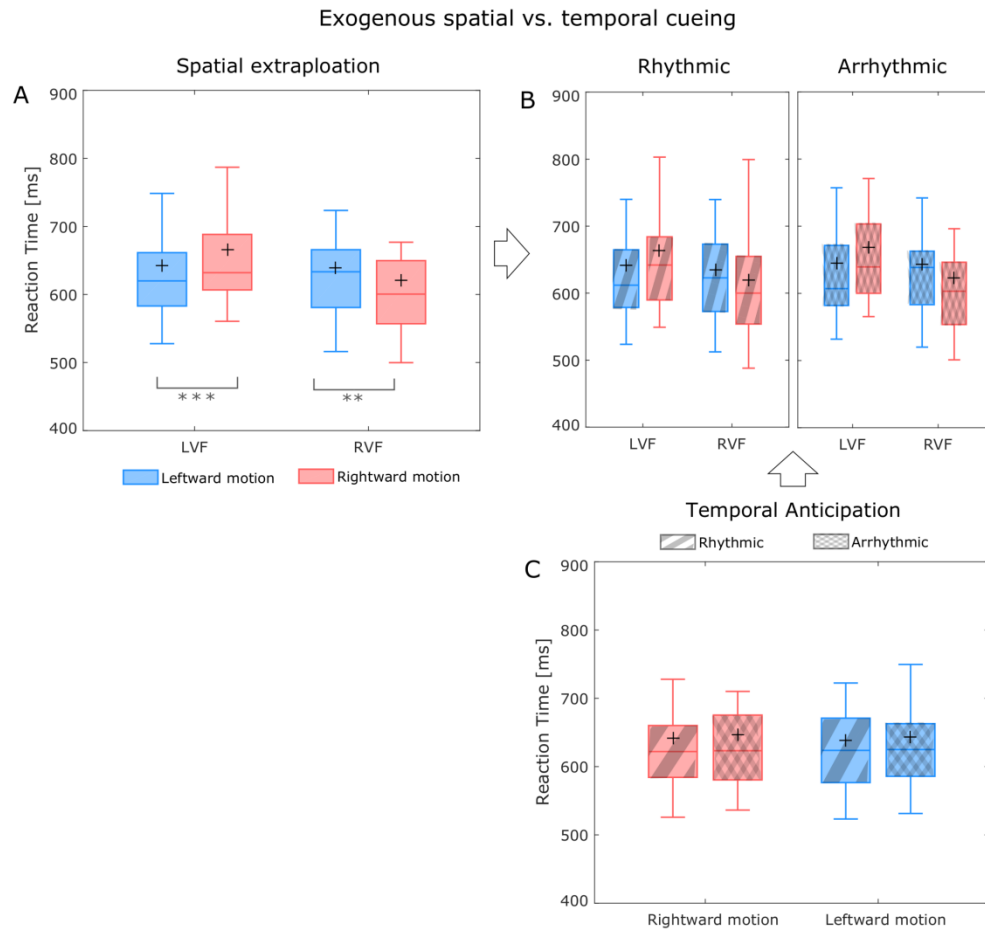 Exogenous spatial vs. temporal cueing
Spatial extraploation
A
900
800
700
600
500
400
Reaction Time [ms]
***
**
LVF
RVF
Leftward motion
Rightward motion
Rhythmic
Arrhythmic
B
900
800
700
600
500
400
LVF
RVF
LVF
RVF
Temporal Anticipation
Rhythmic
Arrhythmic
C
900
800
700
600
500
400
Reaction Time [ms]
Rightward motion
Leftward motion